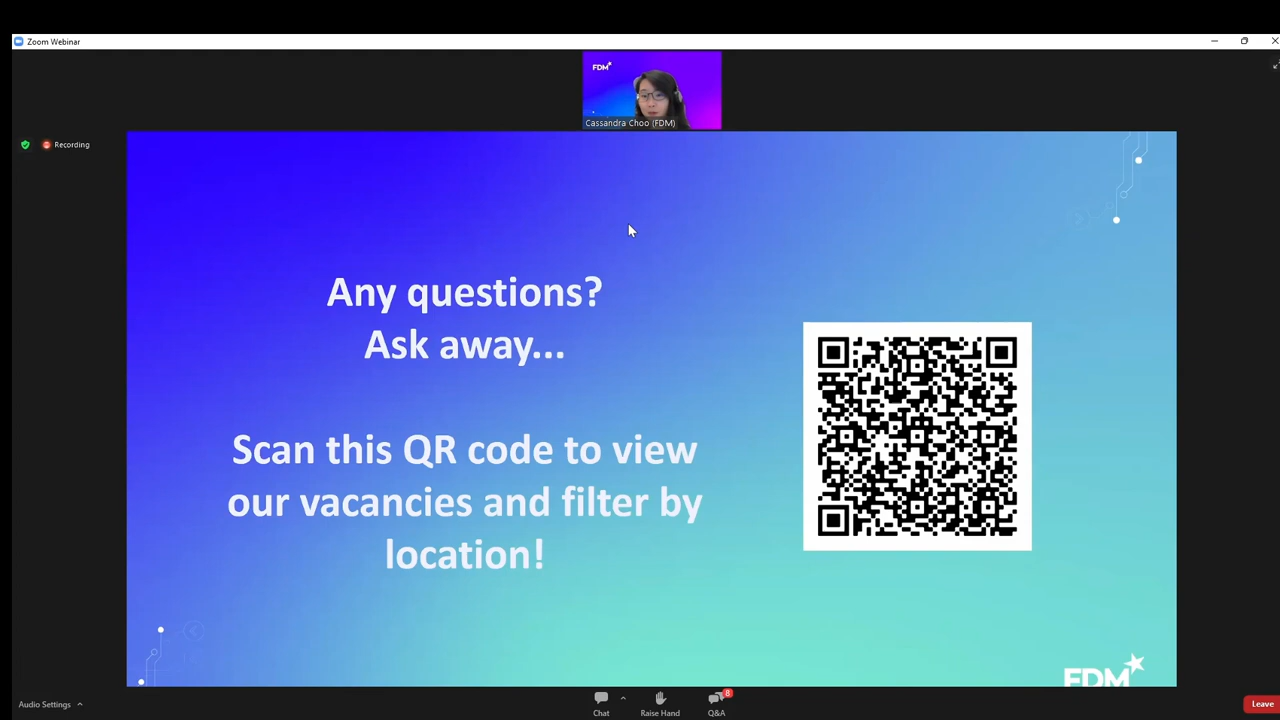 Zoom Webinar
FDM
Cassandra Choo (FDM)
Recording
Any questions?
Ask away...
Scan this QR code to view
our vacancies and filter by
location!
FDM
Audio Settings
Chat
Raise Hand
8
Q&A
Leave